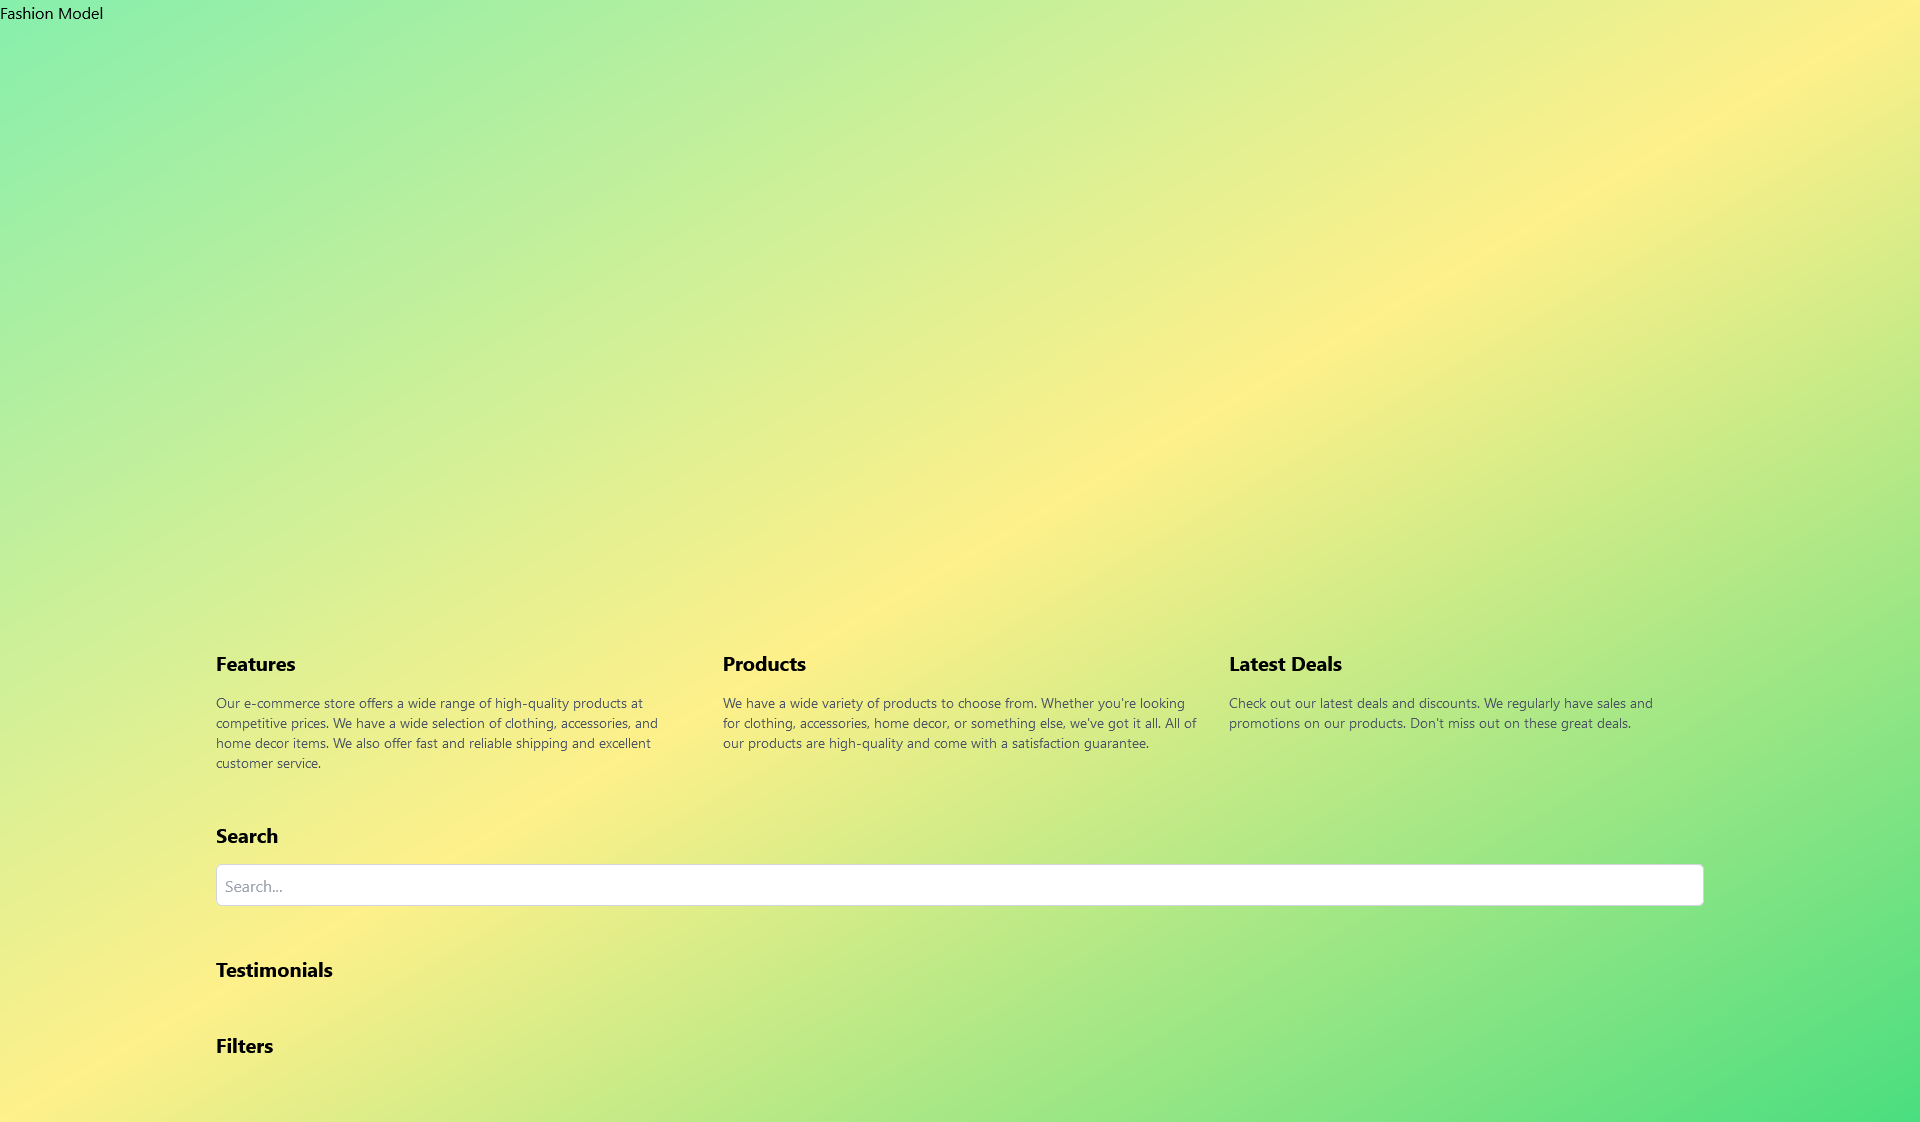 Fashion Model
Features
Our e-commerce store offers a wide range of high-quality products at
competitive prices. We have a wide selection of clothing, accessories, and
home decor items. We also offer fast and reliable shipping and excellent
customer service.
Products
We have a wide variety of products to choose from. Whether you're looking
for clothing, accessories, home decor, or something else, we've got it all. All of
our products are high-quality and come with a satisfaction guarantee.
Latest Deals
Check out our latest deals and discounts. We regularly have sales and
promotions on our products. Don't miss out on these great deals.
Search
Search...
Testimonials
Filters